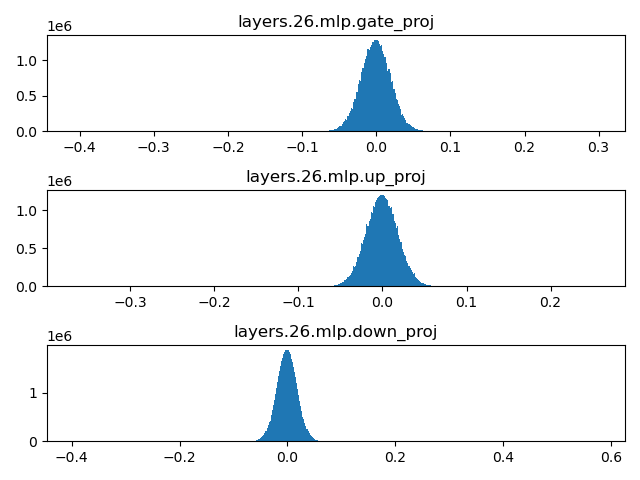 layers.26.mlp.gate_proj
1e6
1.0
0.5
0.0
−0.4 −0.3 −0.2 −0.1 0.0 0.1 0.2 0.3
layers.26.mlp.up_proj
1e6
1.0
0.5
0.0
−0.3 −0.2 −0.1 0.0 0.1 0.2
layers.26.mlp.down_proj
1e6
1
0
−0.4 −0.2 0.0 0.2 0.4 0.6